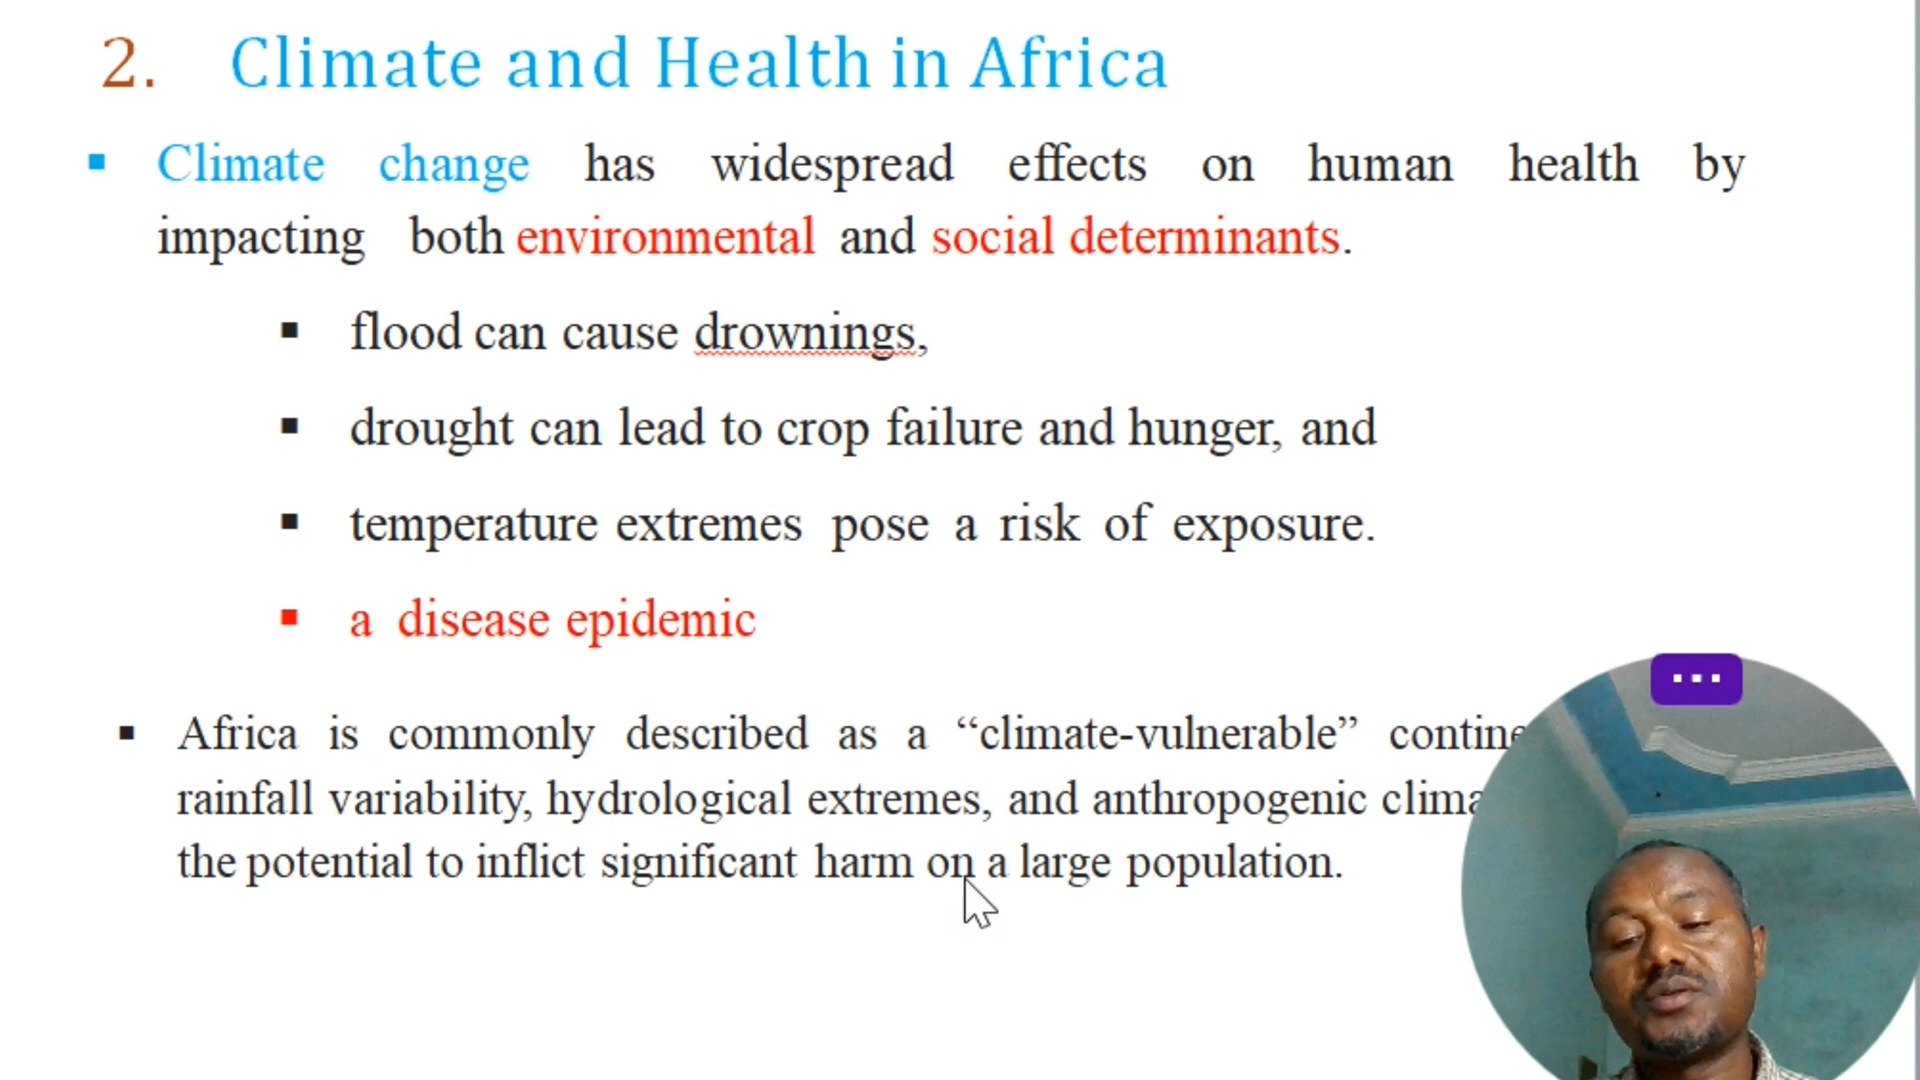 2. Climate and Health in Africa
Climate change has widespread effects on human health by
impacting both environmental and social determinants.
flood can cause drownings,
drought can lead to crop failure and hunger, and
temperature extremes pose a risk of exposure.
a disease epidemic
Africa is commonly described as a “climate-vulnerable”
rainfall variability, hydrological extremes, and anthropogenic
the potential to inflict significant harm on a large population.